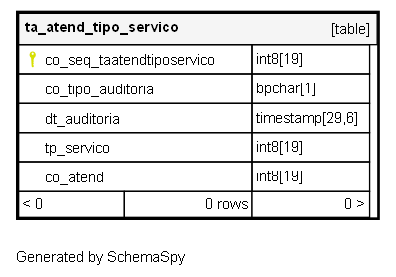 ta_atend_tipo_servico [table]
co_seq_taatendtiposervico int8[19]
co_tipo_auditoria bpchar[1]
dt_auditoria timestamp[29,6]
tp_servico int8[19]
co_atend int8[19]
< 0 0 rows 0 >
Generated by SchemaSpy